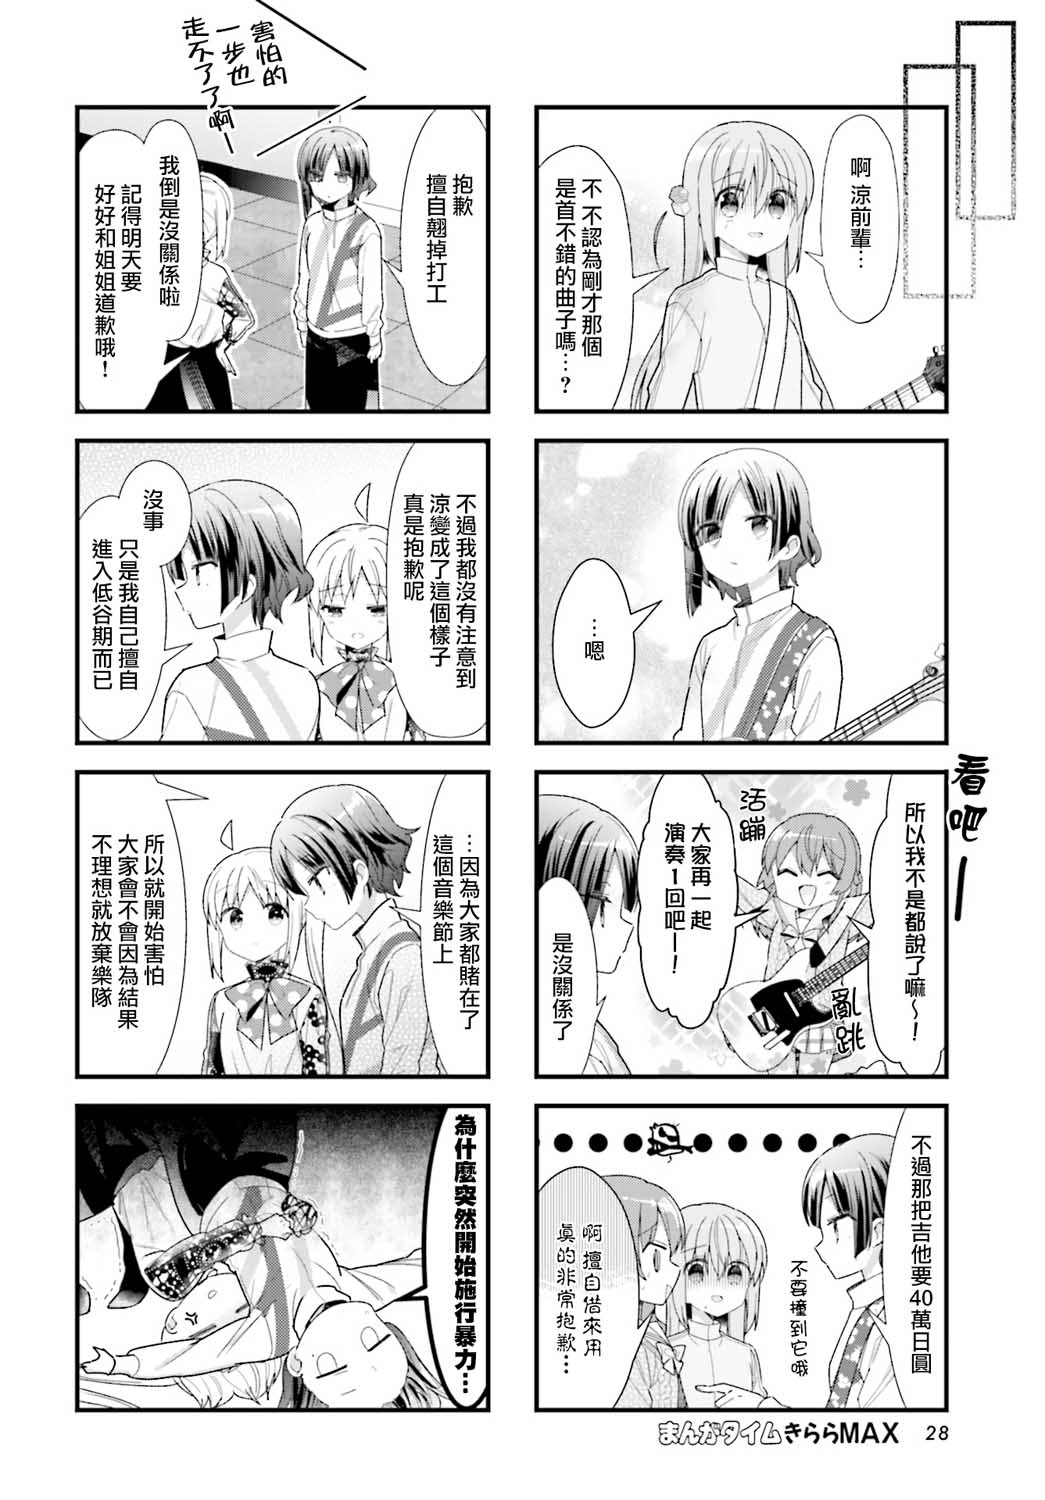 啊 涼前輩…
不 不認為剛才那個
是首不錯的曲子嗎…?
…嗯
看吧—
所以我不是都說了嘛～!
活蹦
亂跳
大家再一起
演奏1回吧—!
是沒關係了
不過那把吉他要40萬日圓
不要撞到它哦
啊 擅自借來用
真的非常抱歉…
害怕的
一步也
走不了了啊—
抱歉
擅自翹掉打工
我倒是沒關係啦
記得明天要
好好和姐姐道歉哦!
不過我都沒有注意到
涼變成了這個樣子
真是抱歉呢
沒事
只是我自己擅自
進入低谷期而已
…因為大家都賭在了
這個音樂節上
所以就開始害怕
大家會不會因為結果
不理想就放棄樂隊
為什麼突然開始施行暴力…
まんがタイムきららMAX 28